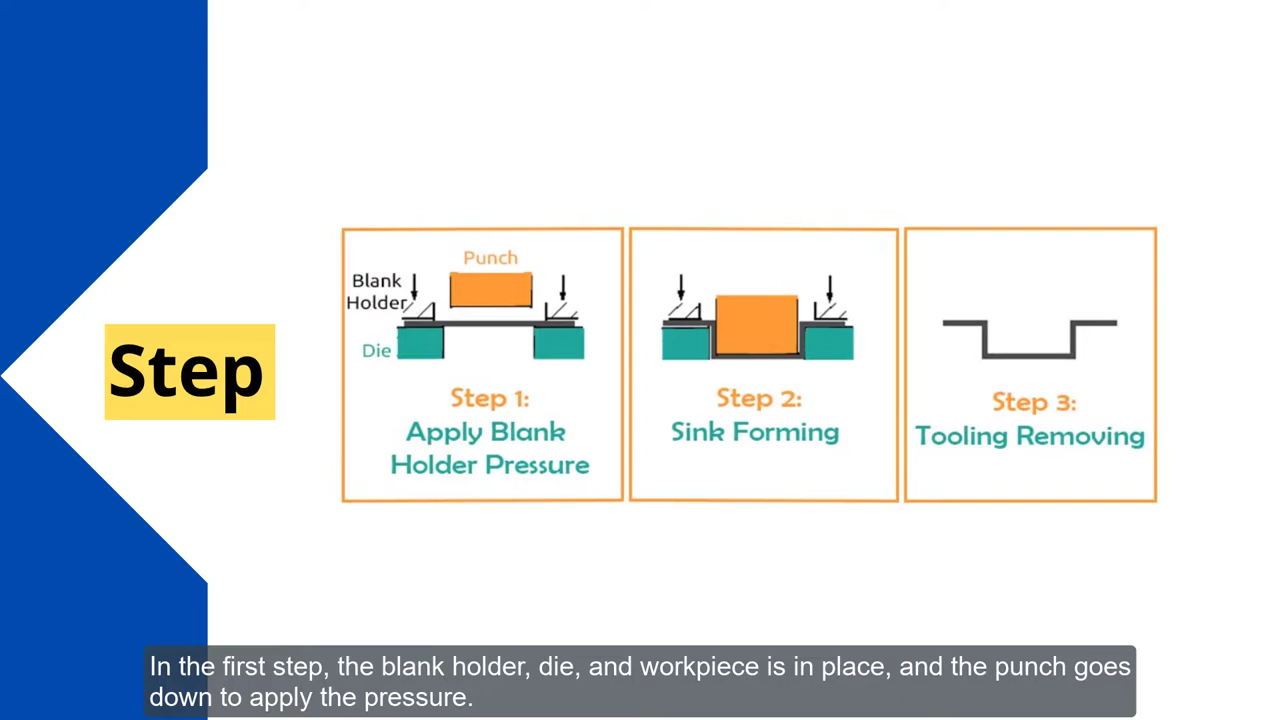 Step
Punch
Blank
Holder
Die
Step 1:
Apply Blank
Holder Pressure
Step 2:
Sink Forming
Step 3:
Tooling Removing
In the first step, the blank holder, die, and workpiece is in place, and the punch goes
down to apply the pressure.